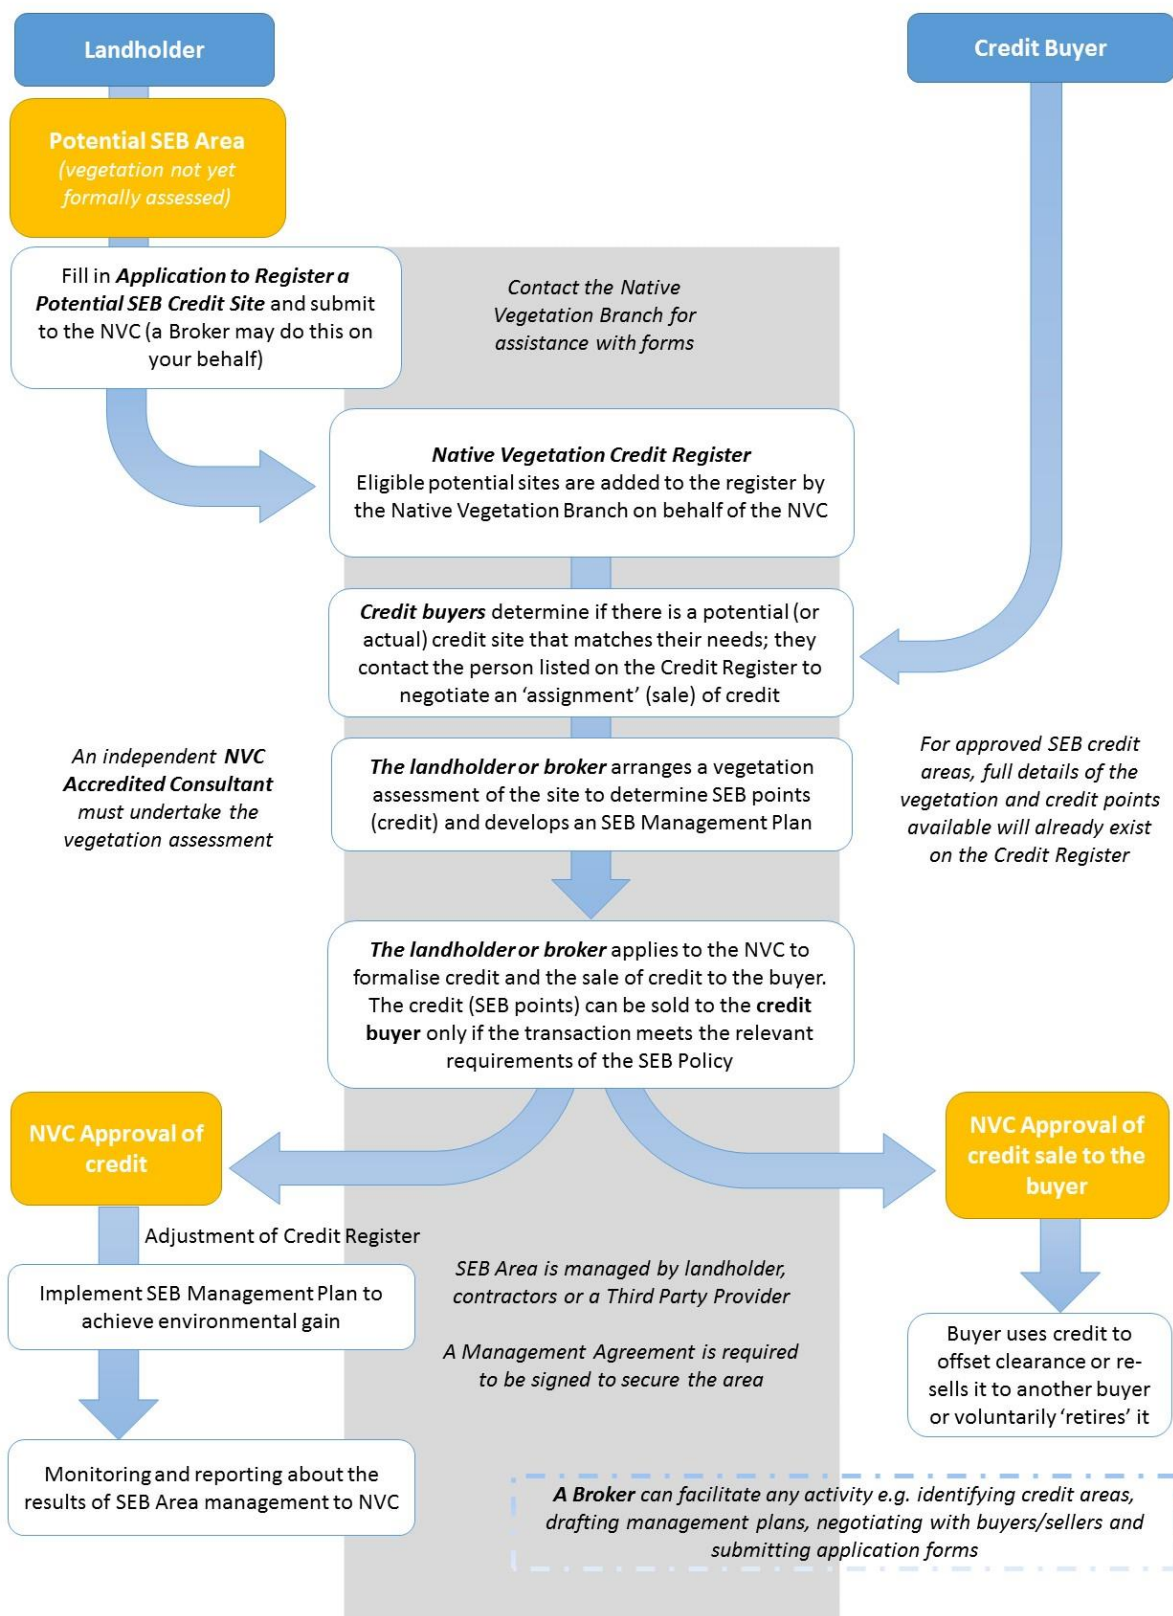 Landholder
Credit Buyer
Potential SEB Area
(vegetation not yet
formally assessed)
Fill in Application to Register a
Potential SEB Credit Site and submit
to the NVC (a Broker may do this on
your behalf)
Contact the Native
Vegetation Branch for
assistance with forms
Native Vegetation Credit Register
Eligible potential sites are added to the register by
the Native Vegetation Branch on behalf of the NVC
Credit buyers determine if there is a potential (or
actual) credit site that matches their needs; they
contact the person listed on the Credit Register to
negotiate an ‘assignment’ (sale) of credit
An independent NVC
Accredited Consultant
must undertake the
vegetation assessment
The landholder or broker arranges a vegetation
assessment of the site to determine SEB points
(credit) and develops an SEB Management Plan
For approved SEB credit
areas, full details of the
vegetation and credit points
available will already exist
on the Credit Register
The landholder or broker applies to the NVC to
formalise credit and the sale of credit to the buyer.
The credit (SEB points) can be sold to the credit
buyer only if the transaction meets the relevant
requirements of the SEB Policy
NVC Approval of
credit
NVC Approval of
credit sale to the
buyer
Adjustment of Credit Register
Implement SEB Management Plan to
achieve environmental gain
SEB Area is managed by landholder,
contractors or a Third Party Provider
A Management Agreement is required
to be signed to secure the area
Buyer uses credit to
offset clearance or re-
sells it to another buyer
or voluntarily ‘retires’ it
Monitoring and reporting about the
results of SEB Area management to NVC
A Broker can facilitate any activity e.g. identifying credit areas,
drafting management plans, negotiating with buyers/sellers and
submitting application forms